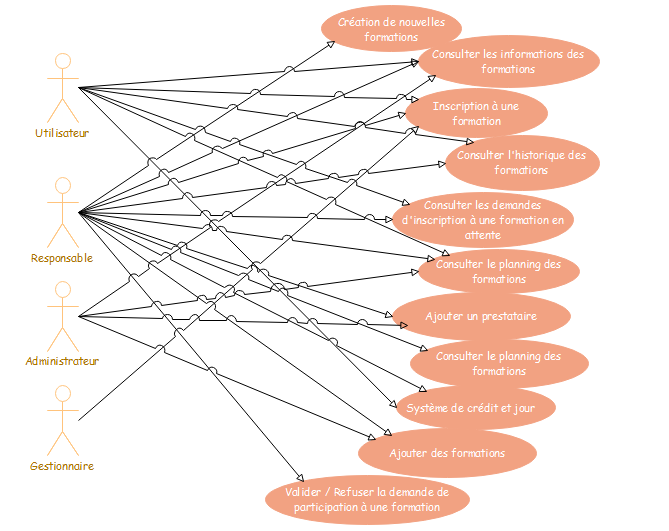 Création de nouvelles
formations
Consulter les informations des
formations
Inscription à une
formation
Consulter l'historique des
formations
Consulter les demandes
d'inscription à une formation en
attente
Consulter le planning des
formations
Ajouter un prestataire
Consulter le planning des
formations
Système de crédit et jour
Ajouter des formations
Valider / Refuser la demande de
participation à une formation
Utilisateur
Responsable
Administrateur
Gestionnaire